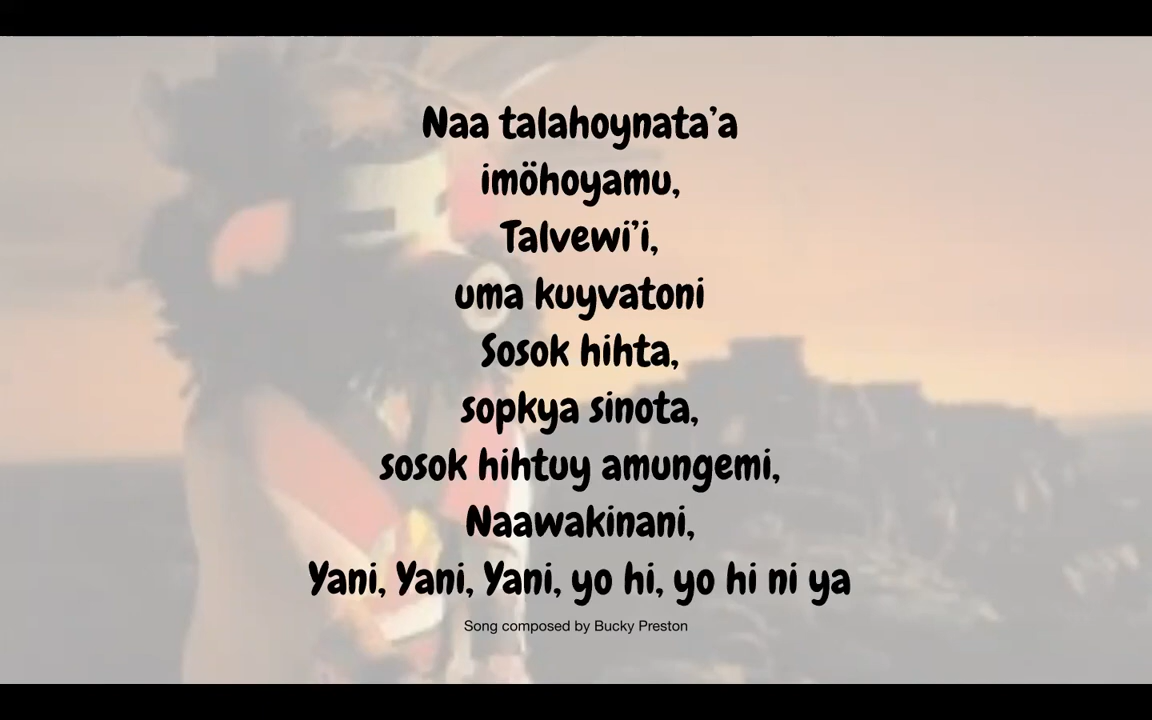 Naa talahoynata’a
imöhoyamu,
Talvewi’i,
uma kuyvatoni
Sosok hihta,
sopkya sinota,
sosok hihtuy amungemi,
Naawakinani,
Yani, Yani, Yani, yo hi, yo hi ni ya
Song composed by Bucky Preston